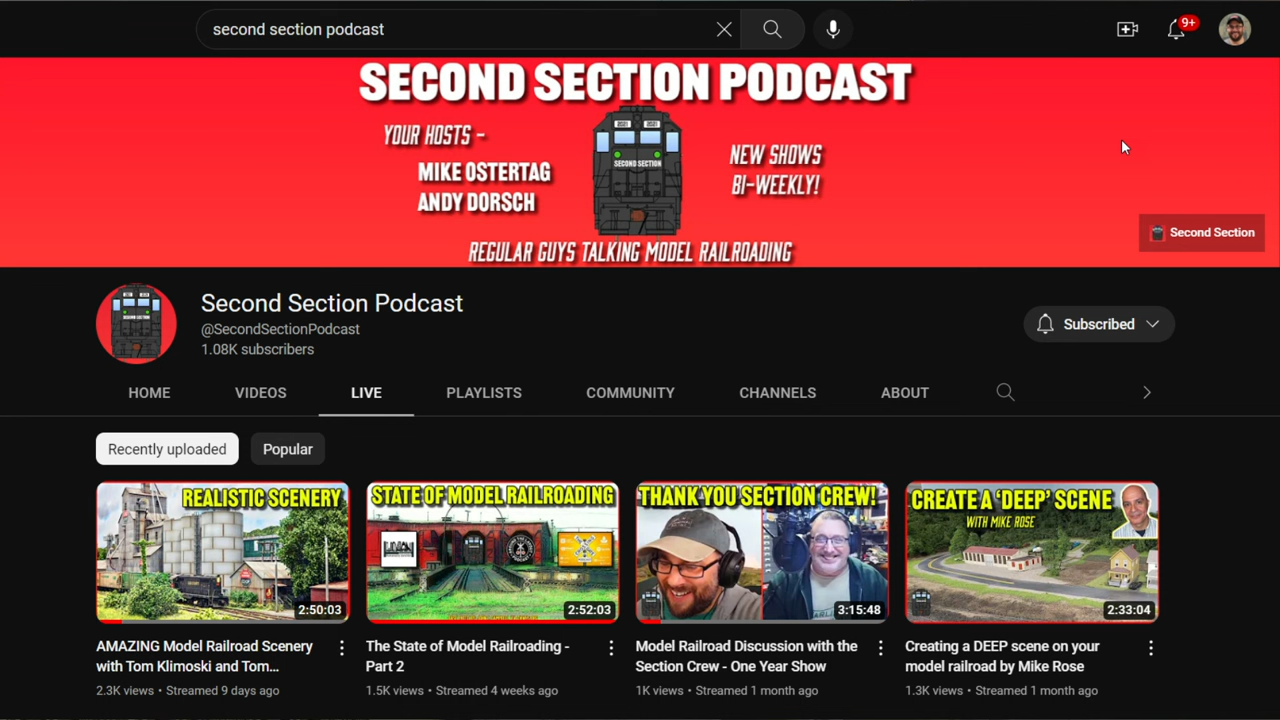 second section podcast
9+
SECOND SECTION PODCAST
YOUR HOSTS -
MIKE OSTERTAG
ANDY DORSCH
SECOND SECTION
NEW SHOWS
BI-WEEKLY!
REGULAR GUYS TALKING MODEL RAILROADING
Second Section
Second Section Podcast
@SecondSectionPodcast
1.08K subscribers
Subscribed
HOME VIDEOS LIVE PLAYLISTS COMMUNITY CHANNELS ABOUT
Recently uploaded Popular
REALISTIC SCENERY
2:50:03
STATE OF MODEL RAILROADING
2:52:03
THANK YOU SECTION CREW!
3:15:48
CREATE A 'DEEP' SCENE
WITH MIKE ROSE
2:33:04
AMAZING Model Railroad Scenery
with Tom Klimoski and Tom...
2.3K views • Streamed 9 days ago
The State of Model Railroading -
Part 2
1.5K views • Streamed 4 weeks ago
Model Railroad Discussion with the
Section Crew - One Year Show
1K views • Streamed 1 month ago
Creating a DEEP scene on your
model railroad by Mike Rose
1.3K views • Streamed 1 month ago